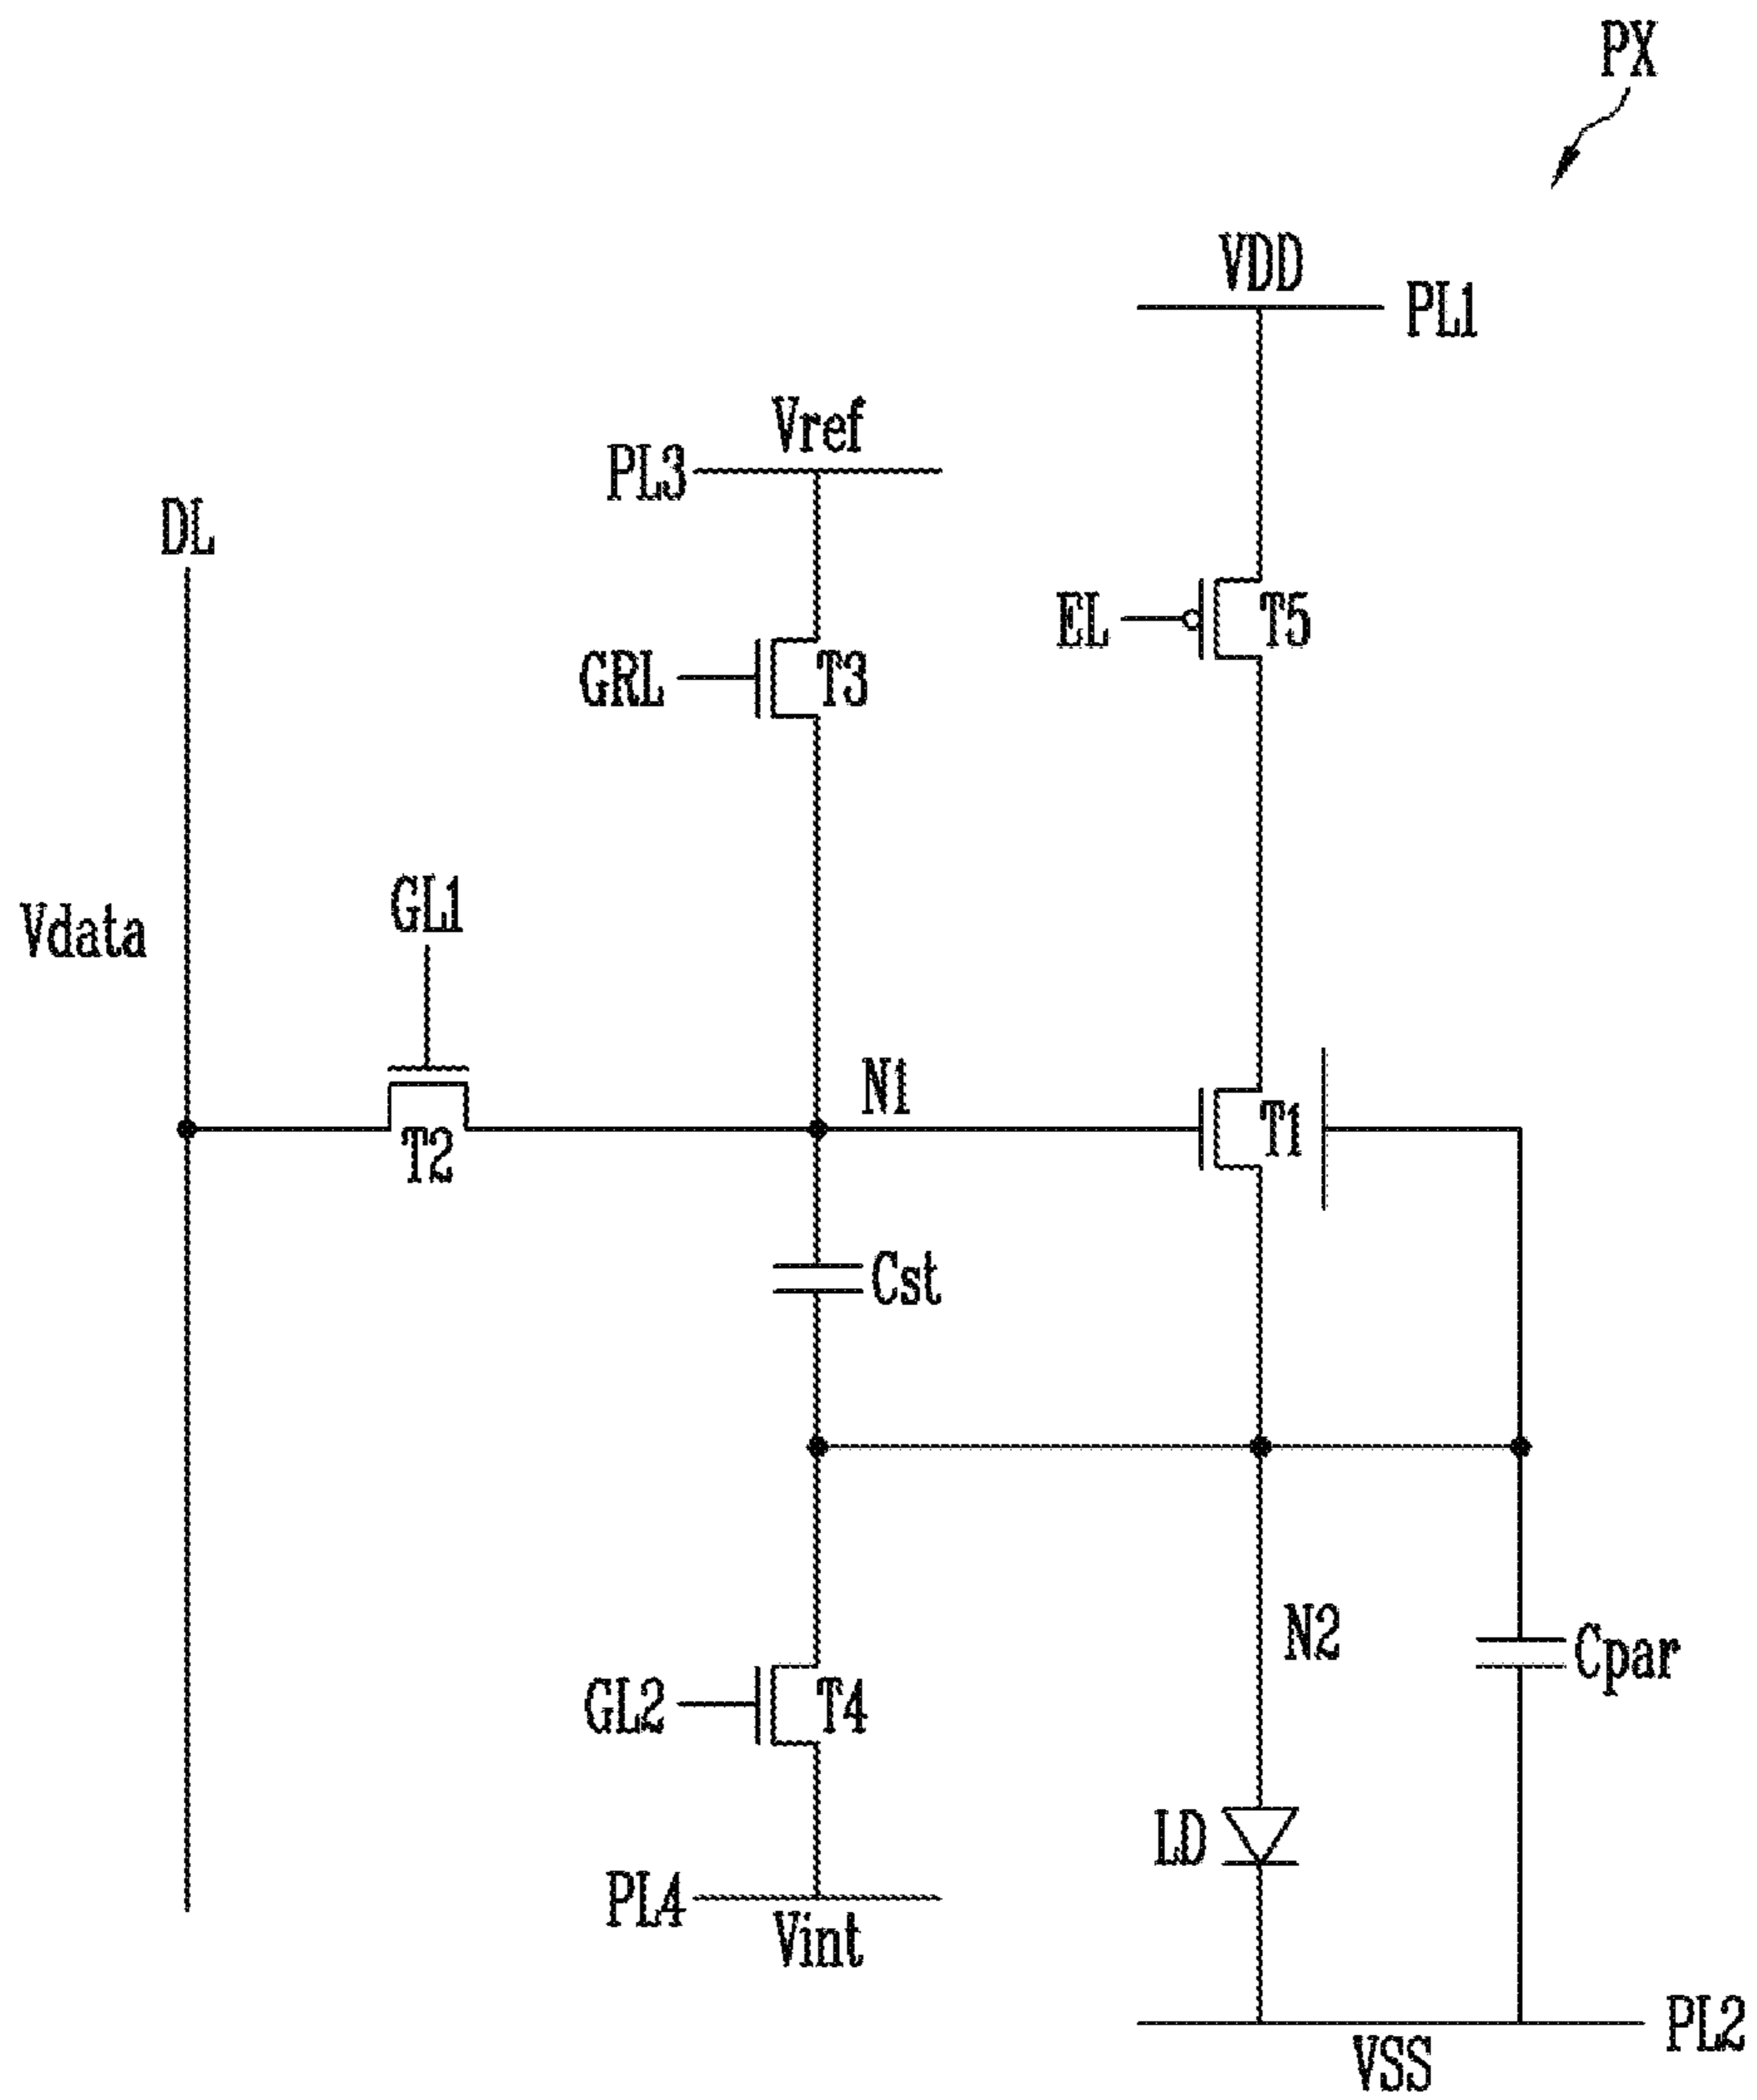 PX
VDD
PL1
Vref
PL3
DL
EL
T5
GRL
T3
GL1
Vdata
N1
T1
T2
Cst
N2
Cpar
GL2
T4
LD
PL4
Vint
PL2
VSS